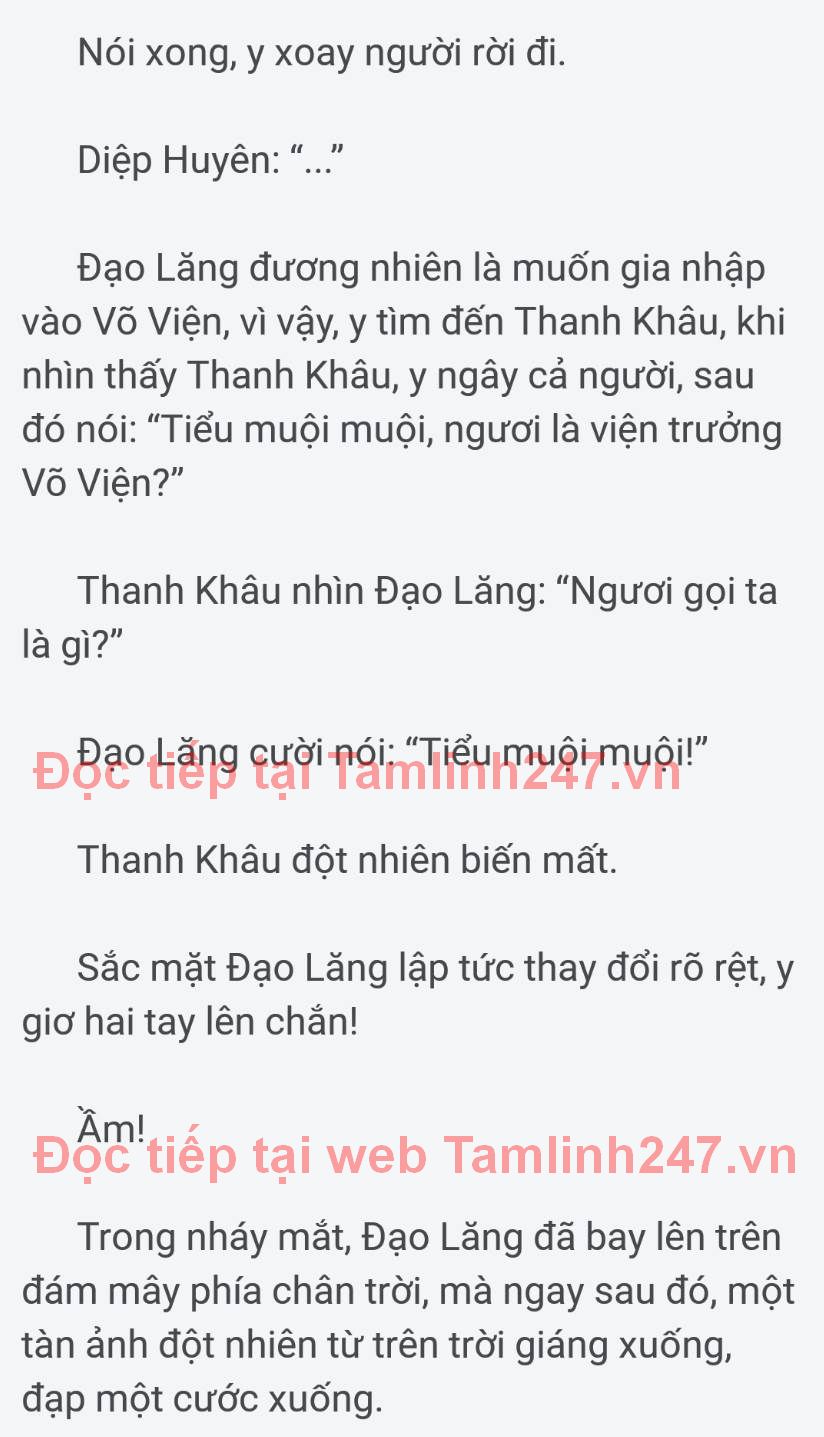 Nói xong, y xoay người rời đi.
Diệp Huyên: “...”
Đạo Lăng đương nhiên là muốn gia nhập
vào Võ Viện, vì vậy, y tìm đến Thanh Khâu, khi
nhìn thấy Thanh Khâu, y ngây cả người, sau
đó nói: “Tiểu muội muội, ngươi là viện trưởng
Võ Viện?”
Thanh Khâu nhìn Đạo Lăng: “Ngươi gọi ta
là gì?”
Đạo Lăng cười nói: “Tiểu muội muội!”
Đọc tiếp tại Tamlinh247.vn
Thanh Khâu đột nhiên biến mất.
Sắc mặt Đạo Lăng lập tức thay đổi rõ rệt, y
giơ hai tay lên chắn!
Ầm!
Đọc tiếp tại web Tamlinh247.vn
Trong nháy mắt, Đạo Lăng đã bay lên trên
đám mây phía chân trời, mà ngay sau đó, một
tàn ảnh đột nhiên từ trên trời giáng xuống,
đạp một cước xuống.